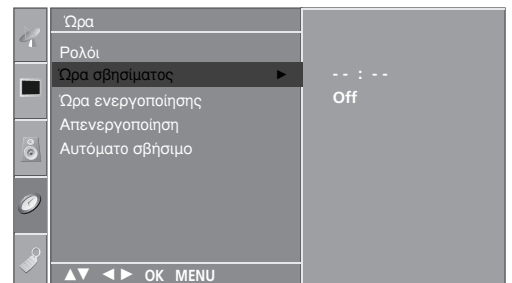 Ώρα
Ρολόι
Ώρα σβησίματος ►
- - : - -
Ώρα ενεργοποίησης
Off
Απενεργοποίηση
Αυτόματο σβήσιμο
▲▼ ◄► OK MENU